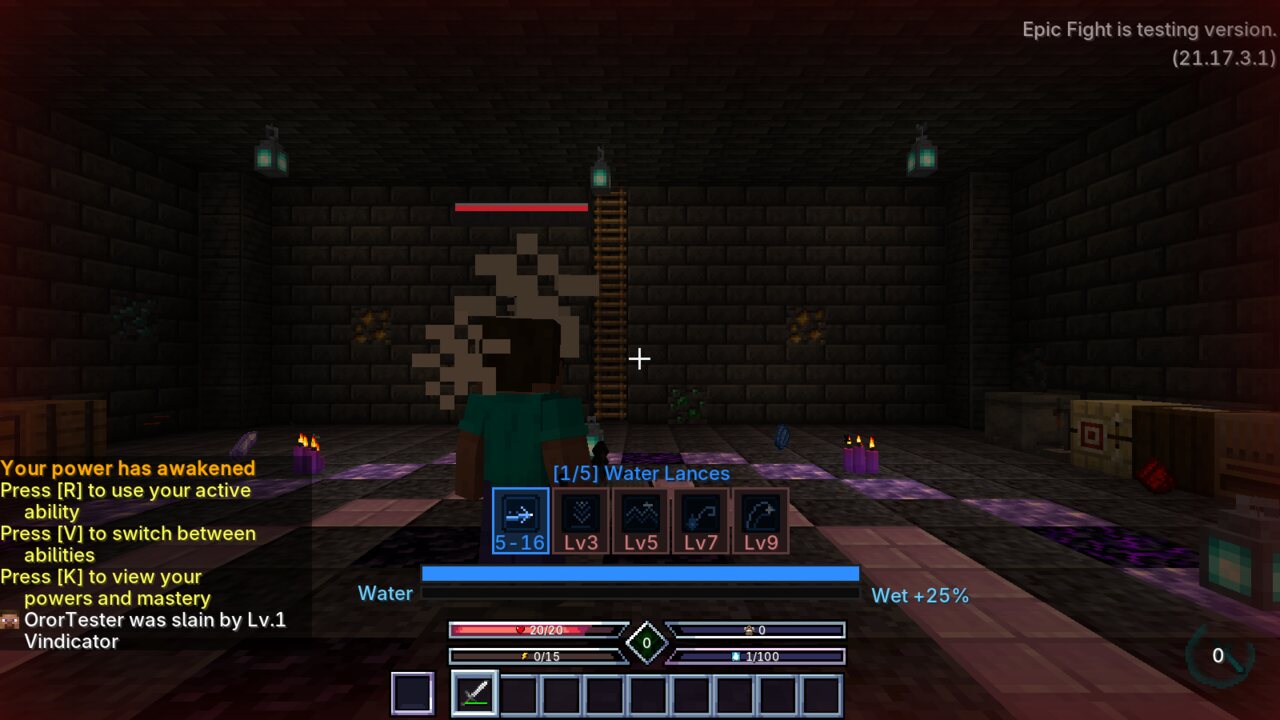 Epic Fight is testing version.
(21.17.3.1)
Your power has awakened
Press [R] to use your active
ability
Press [V] to switch between
abilities
Press [K] to view your
powers and mastery
OrorTester was slain by Lv.1
Vindicator
[1/5] Water Lances
5-16 Lv3 Lv5 Lv7 Lv9
Water
Wet +25%
20/20 0
0
0/15 1/100
0